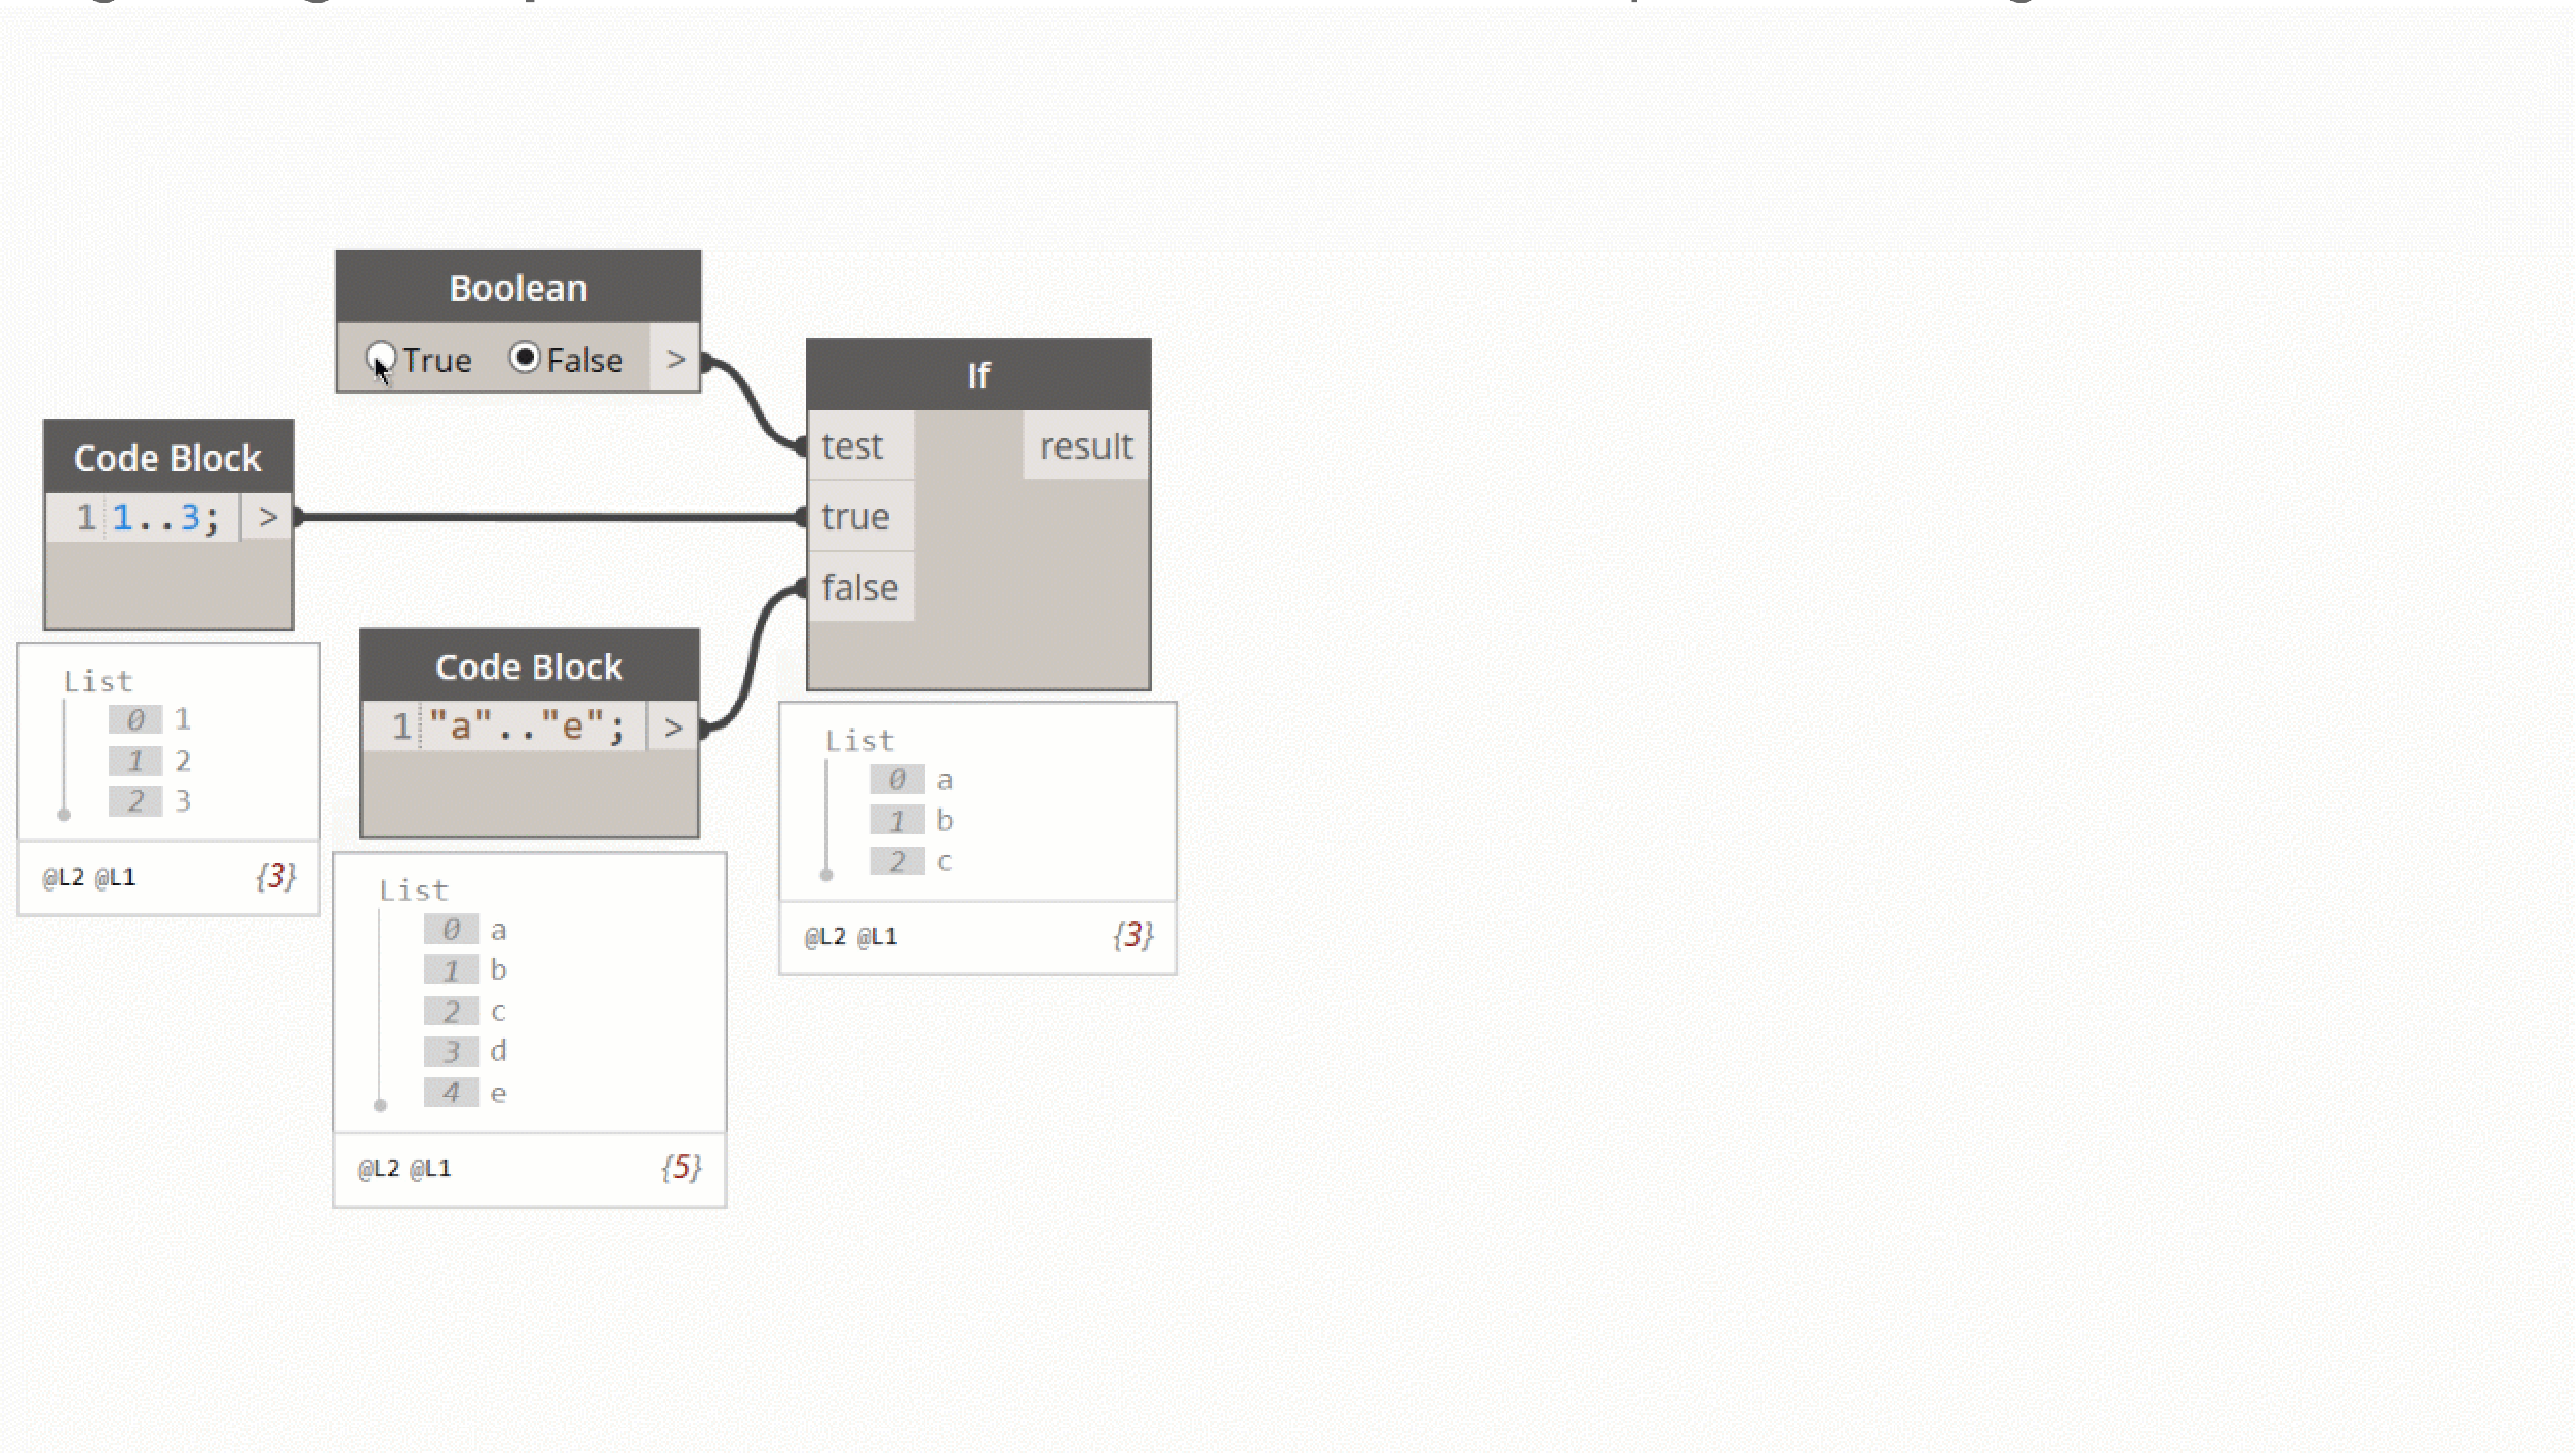 Boolean
True False >
If
test result
true
false
Code Block
1 1..3; >
List
0 1
1 2
2 3
@L2 @L1 {3}
Code Block
1 "a".."e"; >
List
0 a
1 b
2 c
3 d
4 e
@L2 @L1 {5}
List
0 a
1 b
2 c
@L2 @L1 {3}